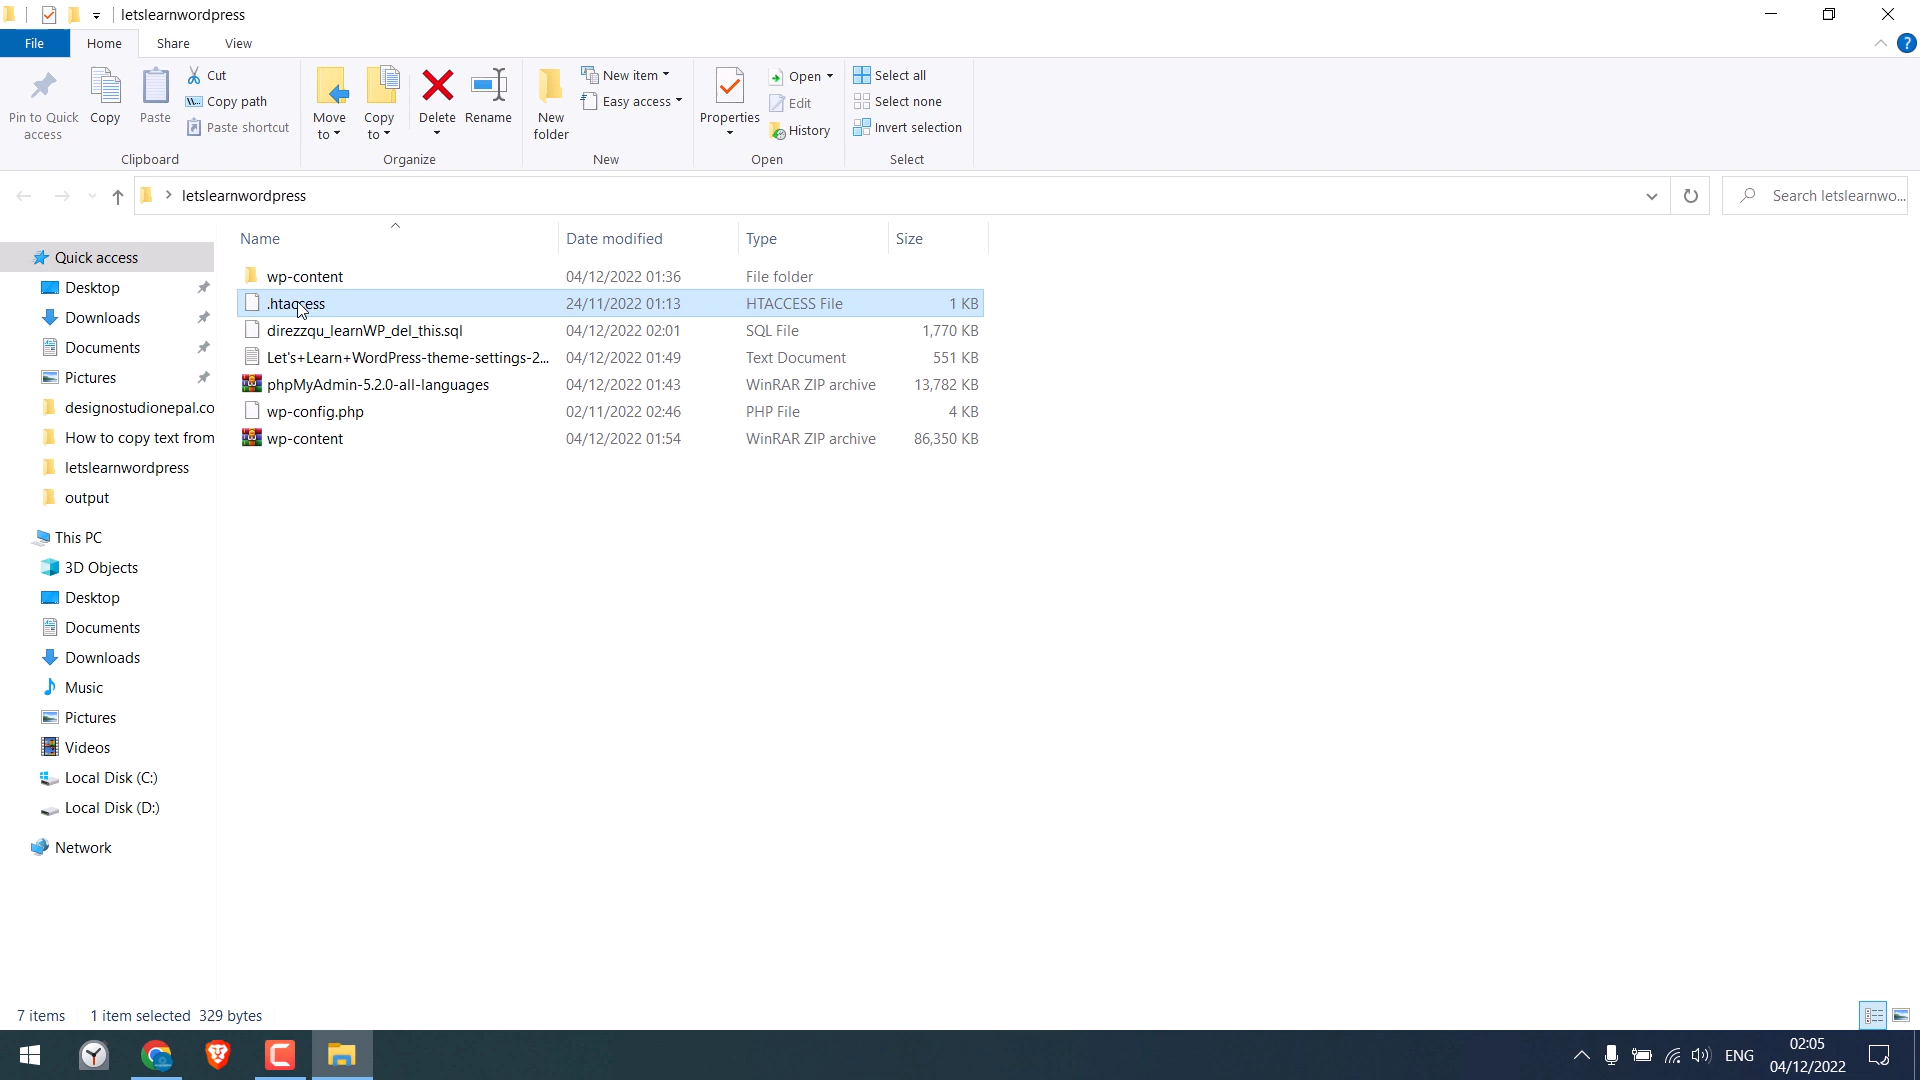 letslearnwordpress
File Home Share View
Pin to Quick access
Copy
Paste
Cut
Copy path
Paste shortcut
Clipboard
Move to
Copy to
Delete
Rename
Organize
New folder
New item
Easy access
New
Properties
Open
Edit
History
Open
Select all
Select none
Invert selection
Select
letslearnwordpress
Search letslearnwo...
Name Date modified Type Size
wp-content 04/12/2022 01:36 File folder
.htaccess 24/11/2022 01:13 HTACCESS File 1 KB
direzzqu_learnWP_del_this.sql 04/12/2022 02:01 SQL File 1,770 KB
Let's+Learn+WordPress-theme-settings-2... 04/12/2022 01:49 Text Document 551 KB
phpMyAdmin-5.2.0-all-languages 04/12/2022 01:43 WinRAR ZIP archive 13,782 KB
wp-config.php 02/11/2022 02:46 PHP File 4 KB
wp-content 04/12/2022 01:54 WinRAR ZIP archive 86,350 KB
Quick access
Desktop
Downloads
Documents
Pictures
designostudionepal.co
How to copy text from
letslearnwordpress
output
This PC
3D Objects
Desktop
Documents
Downloads
Music
Pictures
Videos
Local Disk (C:)
Local Disk (D:)
Network
7 items 1 item selected 329 bytes
ENG
02:05
04/12/2022